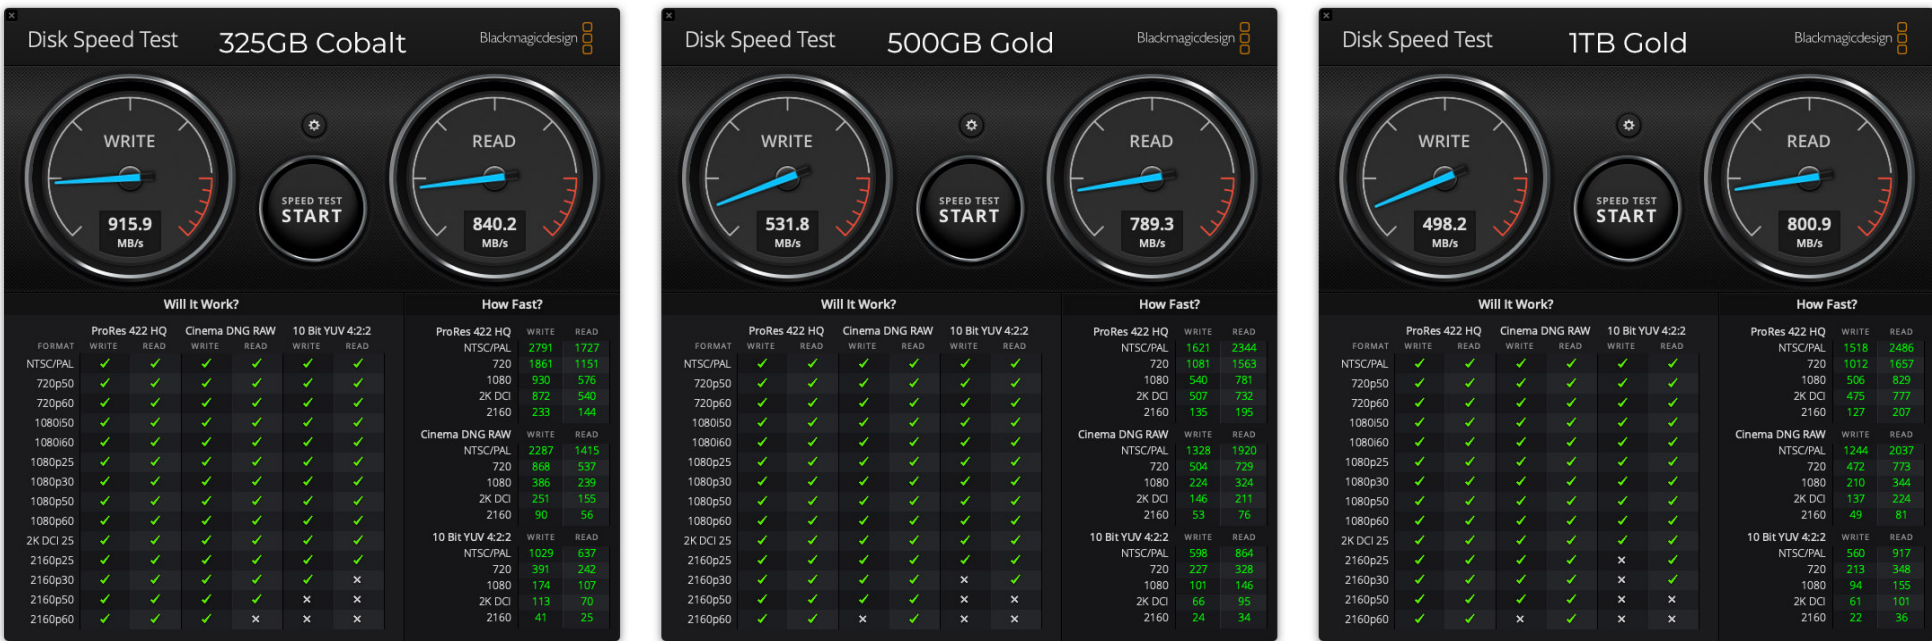 Disk Speed Test 325GB Cobalt Blackmagicdesign
WRITE READ
SPEED TEST
START
915.9 840.2
MB/s MB/s
Will It Work? How Fast?
ProRes 422 HQ Cinema DNG RAW 10 Bit YUV 4:2:2
FORMAT WRITE READ WRITE READ WRITE READ
NTSC/PAL ✓ ✓ ✓ ✓ ✓ ✓
720p50 ✓ ✓ ✓ ✓ ✓ ✓
720p60 ✓ ✓ ✓ ✓ ✓ ✓
1080i50 ✓ ✓ ✓ ✓ ✓ ✓
1080i60 ✓ ✓ ✓ ✓ ✓ ✓
1080p25 ✓ ✓ ✓ ✓ ✓ ✓
1080p30 ✓ ✓ ✓ ✓ ✓ ✓
1080p50 ✓ ✓ ✓ ✓ ✓ ✓
1080p60 ✓ ✓ ✓ ✓ ✓ ✓
2K DCI 25 ✓ ✓ ✓ ✓ ✓ ✓
2160p25 ✓ ✓ ✓ ✓ ✓ ✓
2160p30 ✓ ✓ ✓ ✓ ✓ ×
2160p50 ✓ ✓ ✓ ✓ × ×
2160p60 ✓ ✓ ✓ × × ×
ProRes 422 HQ WRITE READ
NTSC/PAL 2791 1727
720 1861 1151
1080 930 576
2K DCI 872 540
2160 233 144
Cinema DNG RAW WRITE READ
NTSC/PAL 2287 1415
720 868 537
1080 386 239
2K DCI 251 155
2160 90 56
10 Bit YUV 4:2:2 WRITE READ
NTSC/PAL 1029 637
720 391 242
1080 174 107
2K DCI 113 70
2160 41 25
Disk Speed Test 500GB Gold Blackmagicdesign
WRITE READ
SPEED TEST
START
531.8 789.3
MB/s MB/s
Will It Work? How Fast?
ProRes 422 HQ Cinema DNG RAW 10 Bit YUV 4:2:2
FORMAT WRITE READ WRITE READ WRITE READ
NTSC/PAL ✓ ✓ ✓ ✓ ✓ ✓
720p50 ✓ ✓ ✓ ✓ ✓ ✓
720p60 ✓ ✓ ✓ ✓ ✓ ✓
1080i50 ✓ ✓ ✓ ✓ ✓ ✓
1080i60 ✓ ✓ ✓ ✓ ✓ ✓
1080p25 ✓ ✓ ✓ ✓ ✓ ✓
1080p30 ✓ ✓ ✓ ✓ ✓ ✓
1080p50 ✓ ✓ ✓ ✓ ✓ ✓
1080p60 ✓ ✓ ✓ ✓ ✓ ✓
2K DCI 25 ✓ ✓ ✓ ✓ ✓ ✓
2160p25 ✓ ✓ ✓ ✓ ✓ ✓
2160p30 ✓ ✓ ✓ ✓ × ✓
2160p50 ✓ ✓ ✓ ✓ × ×
2160p60 ✓ ✓ × ✓ × ×
ProRes 422 HQ WRITE READ
NTSC/PAL 1621 2344
720 1081 1563
1080 540 781
2K DCI 507 732
2160 135 195
Cinema DNG RAW WRITE READ
NTSC/PAL 1328 1920
720 504 729
1080 224 324
2K DCI 146 211
2160 53 76
10 Bit YUV 4:2:2 WRITE READ
NTSC/PAL 598 864
720 227 328
1080 101 146
2K DCI 66 95
2160 24 34
Disk Speed Test 1TB Gold Blackmagicdesign
WRITE READ
SPEED TEST
START
498.2 800.9
MB/s MB/s
Will It Work? How Fast?
ProRes 422 HQ Cinema DNG RAW 10 Bit YUV 4:2:2
FORMAT WRITE READ WRITE READ WRITE READ
NTSC/PAL ✓ ✓ ✓ ✓ ✓ ✓
720p50 ✓ ✓ ✓ ✓ ✓ ✓
720p60 ✓ ✓ ✓ ✓ ✓ ✓
1080i50 ✓ ✓ ✓ ✓ ✓ ✓
1080i60 ✓ ✓ ✓ ✓ ✓ ✓
1080p25 ✓ ✓ ✓ ✓ ✓ ✓
1080p30 ✓ ✓ ✓ ✓ ✓ ✓
1080p50 ✓ ✓ ✓ ✓ ✓ ✓
1080p60 ✓ ✓ ✓ ✓ ✓ ✓
2K DCI 25 ✓ ✓ ✓ ✓ ✓ ✓
2160p25 ✓ ✓ ✓ ✓ × ✓
2160p30 ✓ ✓ ✓ ✓ × ✓
2160p50 ✓ ✓ ✓ ✓ × ×
2160p60 ✓ ✓ × ✓ × ×
ProRes 422 HQ WRITE READ
NTSC/PAL 1518 2486
720 1012 1657
1080 506 829
2K DCI 475 777
2160 127 207
Cinema DNG RAW WRITE READ
NTSC/PAL 1244 2037
720 472 773
1080 210 344
2K DCI 137 224
2160 49 81
10 Bit YUV 4:2:2 WRITE READ
NTSC/PAL 560 917
720 213 348
1080 94 155
2K DCI 61 101
2160 22 36